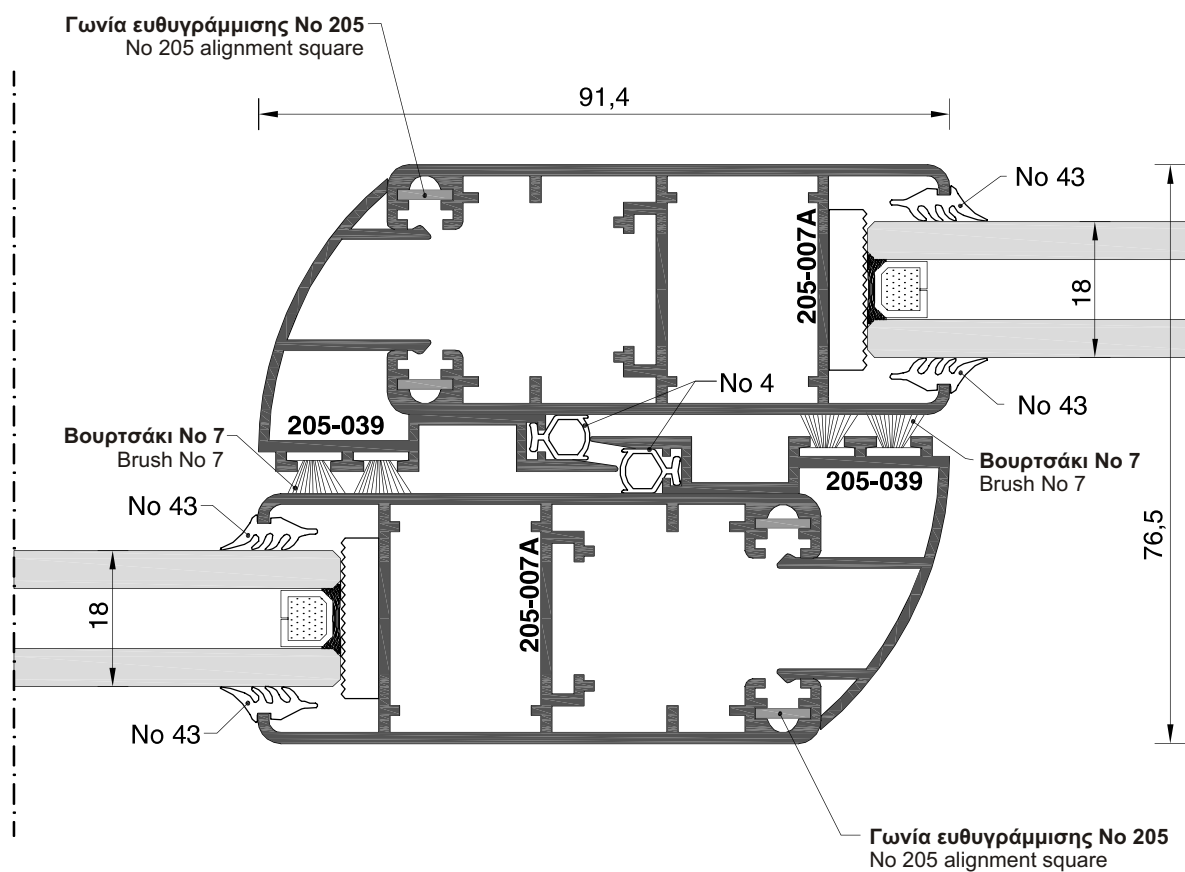 Γωνία ευθυγράμμισης Νο 205
No 205 alignment square
91,4
No 43
205-007A
18
No 4
No 43
205-039
Βουρτσάκι Νο 7
Brush No 7
Βουρτσάκι Νο 7
Brush No 7
205-039
No 43
76,5
205-007A
18
No 43
Γωνία ευθυγράμμισης Νο 205
No 205 alignment square